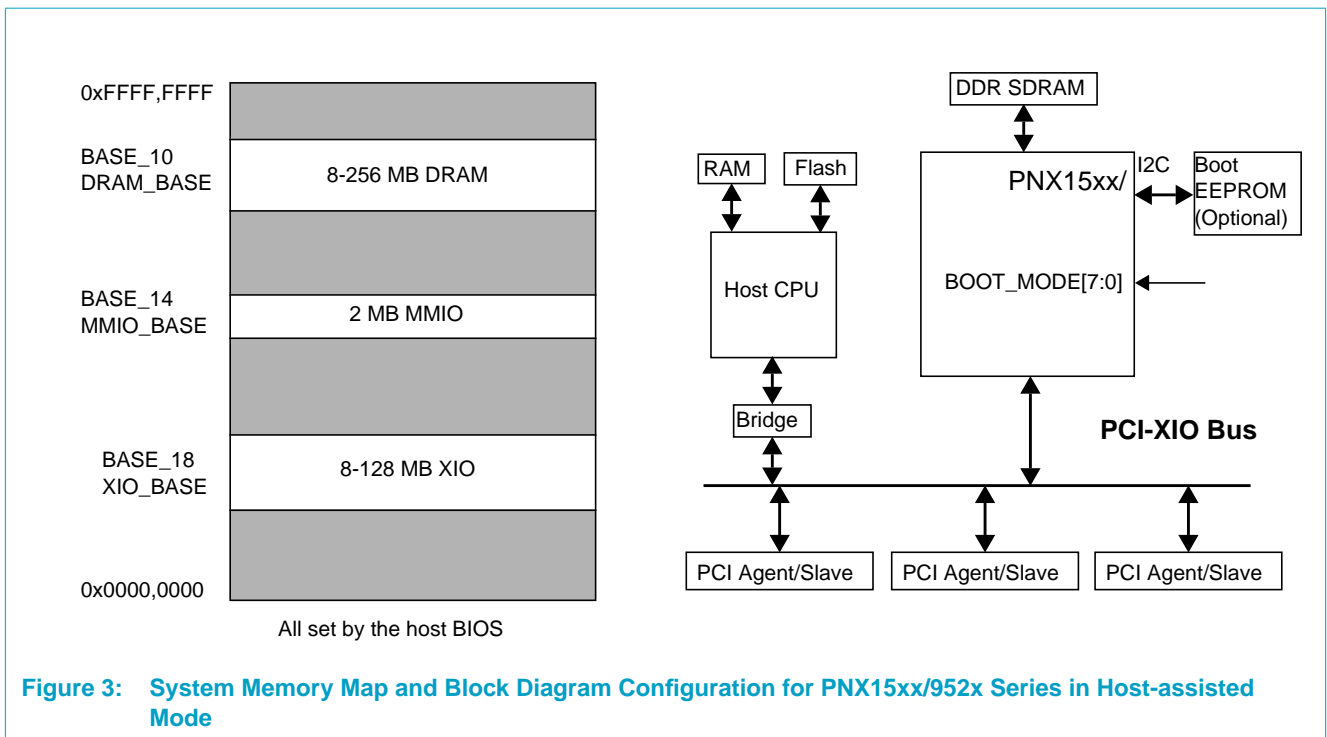 0xFFFF,FFFF
BASE_10
DRAM_BASE
8-256 MB DRAM
BASE_14
MMIO_BASE
2 MB MMIO
BASE_18
XIO_BASE
8-128 MB XIO
0x0000,0000
All set by the host BIOS
DDR SDRAM
RAM
Flash
PNX15xx/
I2C
Boot
EEPROM
(Optional)
Host CPU
BOOT_MODE[7:0]
Bridge
PCI-XIO Bus
PCI Agent/Slave
PCI Agent/Slave
PCI Agent/Slave
Figure 3: System Memory Map and Block Diagram Configuration for PNX15xx/952x Series in Host-assisted
Mode